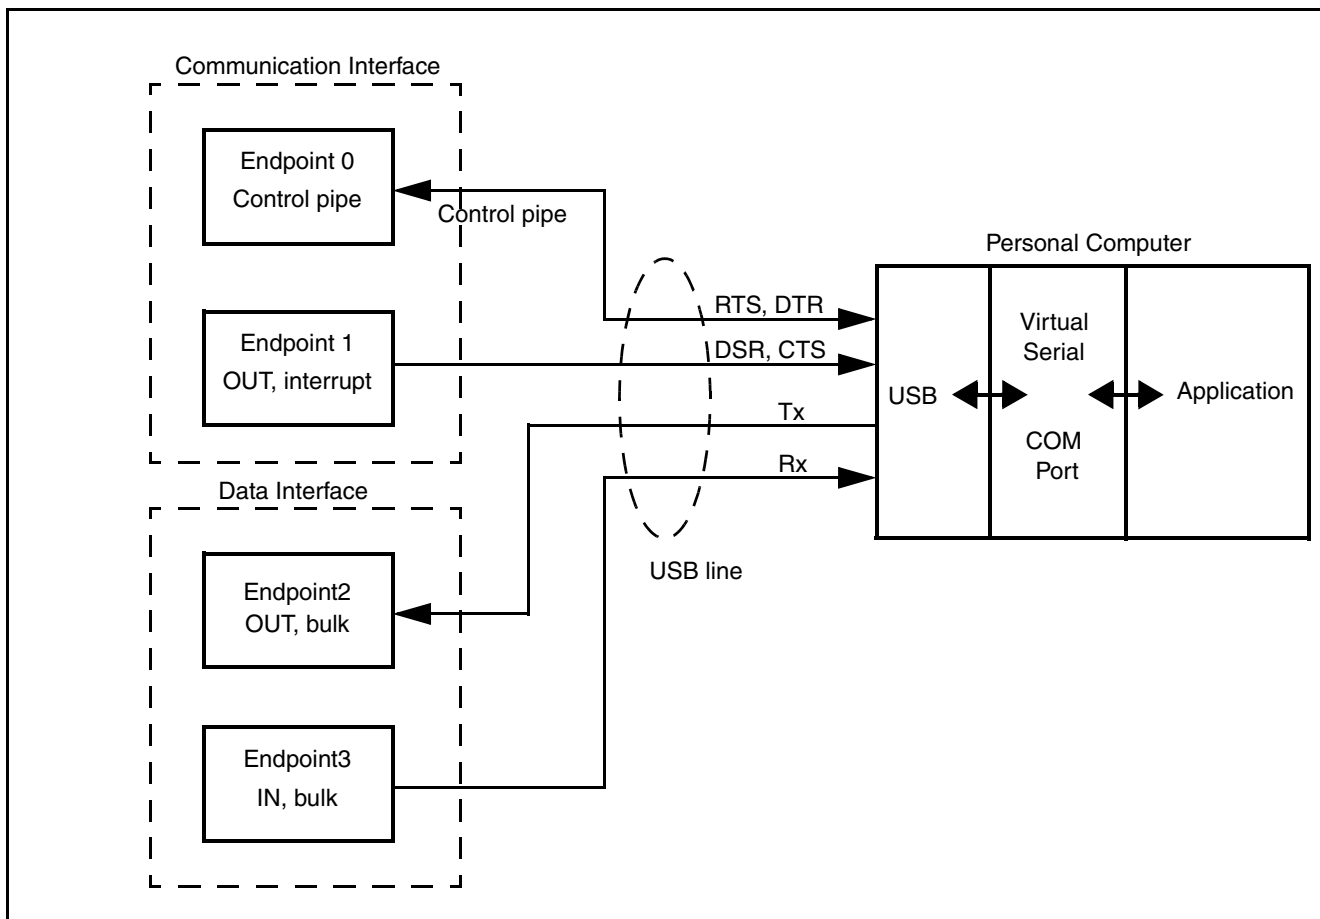 Communication Interface
Endpoint 0
Control pipe
Control pipe
Endpoint 1
OUT, interrupt
RTS, DTR
DSR, CTS
Tx
Rx
USB line
Data Interface
Endpoint2
OUT, bulk
Endpoint3
IN, bulk
Personal Computer
USB
Virtual
Serial
COM
Port
Application